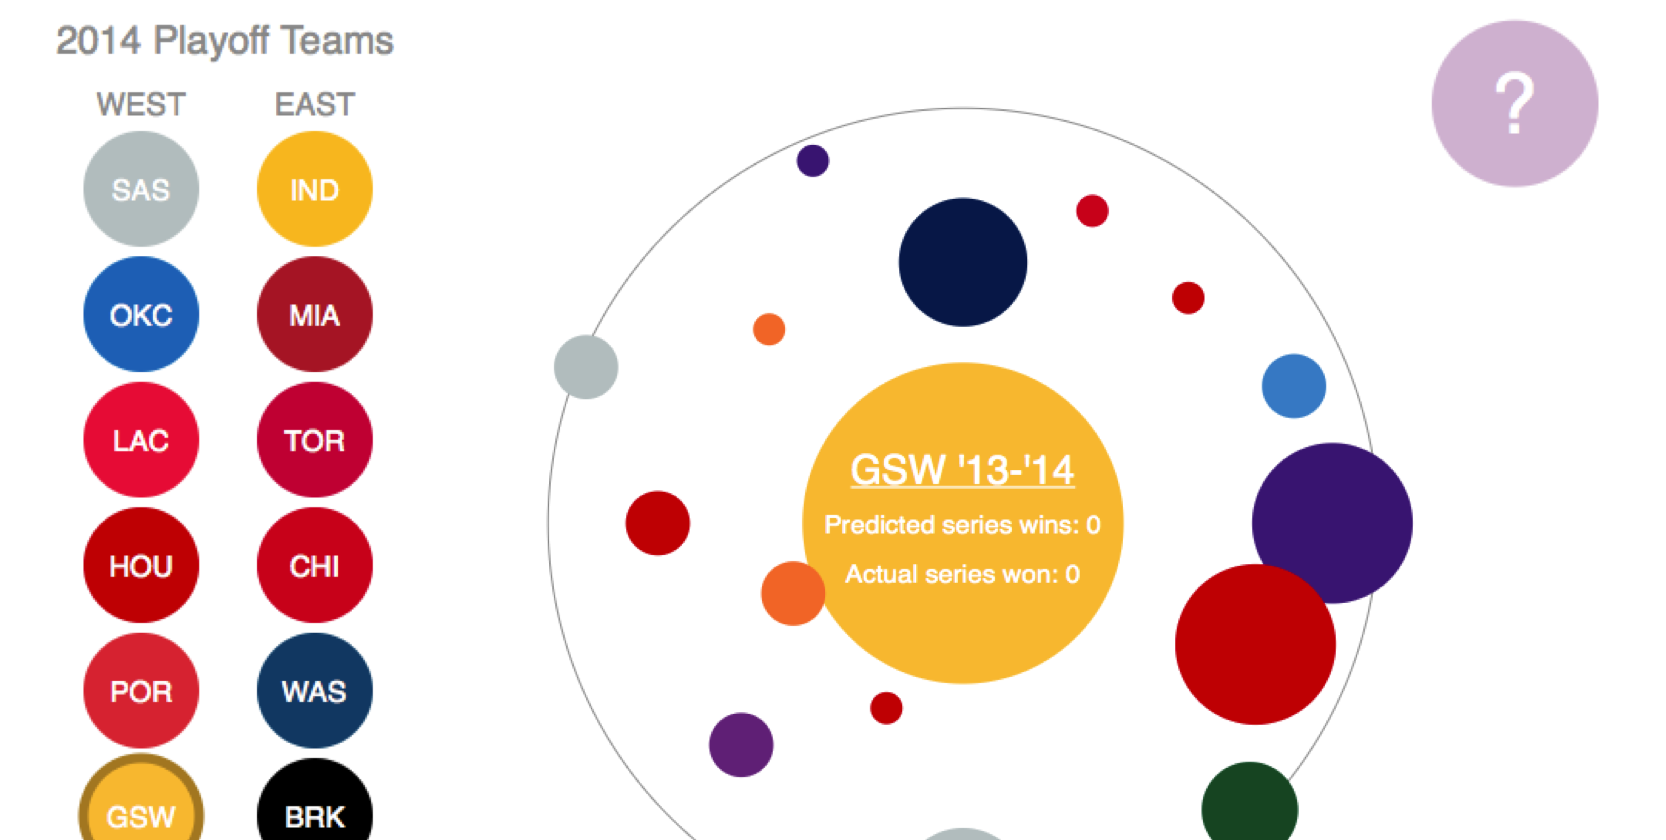 2014 Playoff Teams
WEST EAST
SAS IND
OKC MIA
LAC TOR
HOU CHI
POR WAS
GSW BRK
GSW '13-'14
Predicted series wins: 0
Actual series won: 0
?